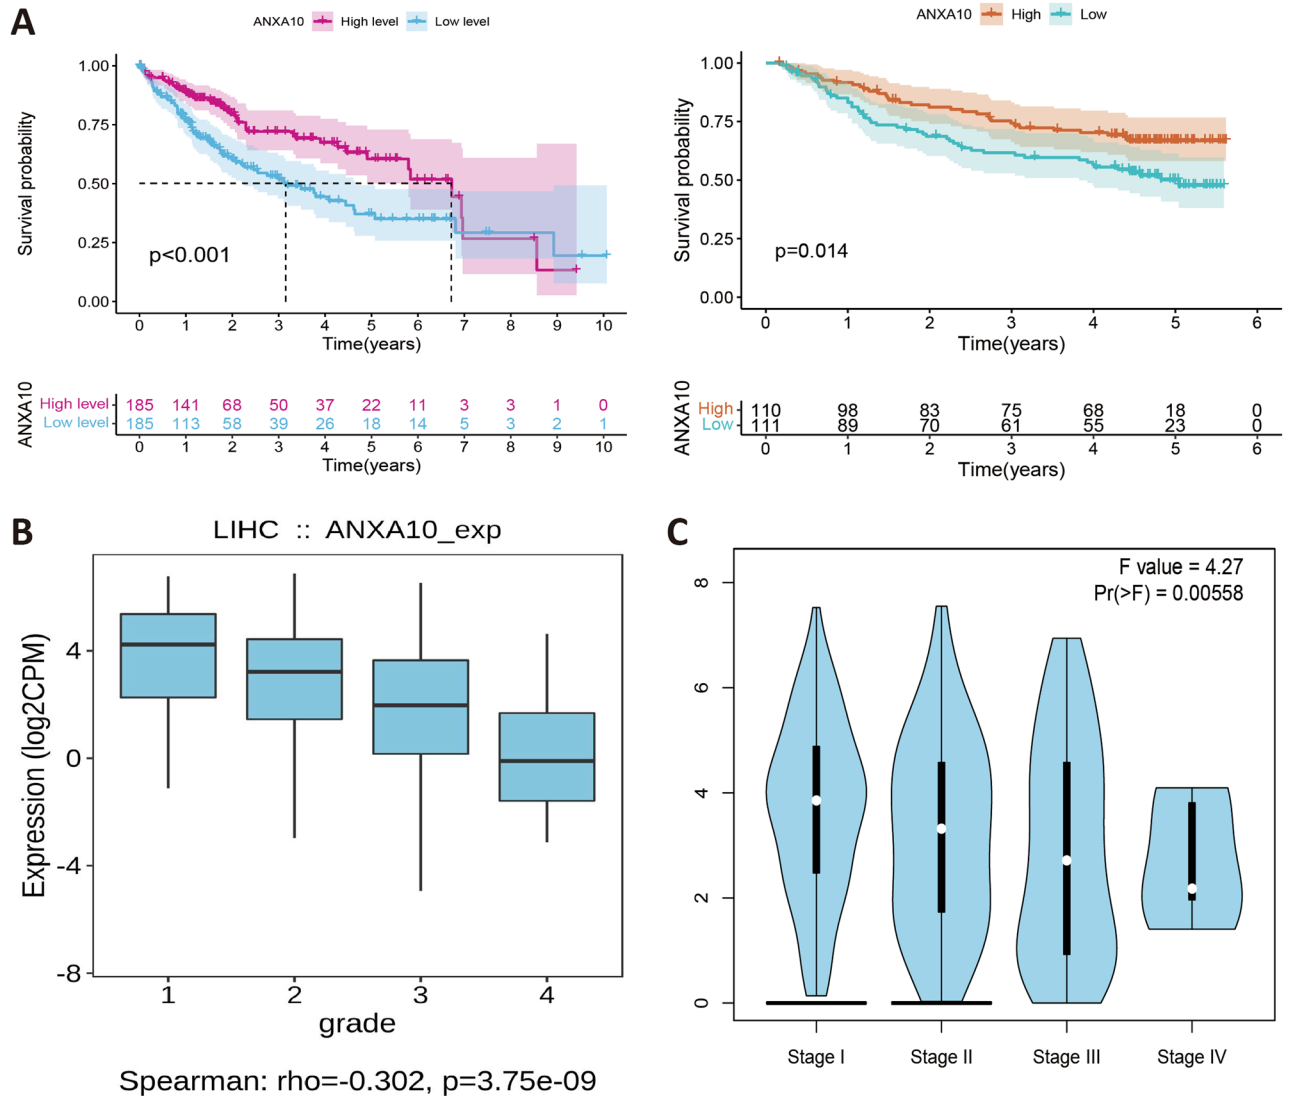 A
ANXA10 High level Low level
1.00
0.75
0.50
0.25
0.00
Survival probability
p<0.001
0 1 2 3 4 5 6 7 8 9 10
Time(years)
ANXA10
High level 185 141 68 50 37 22 11 3 3 1 0
Low level 185 113 58 39 26 18 14 5 3 2 1
0 1 2 3 4 5 6 7 8 9 10
Time(years)
ANXA10 High Low
1.00
0.75
0.50
0.25
0.00
Survival probability
p=0.014
0 1 2 3 4 5 6
Time(years)
ANXA10
High 110 98 83 75 68 18 0
Low 111 89 70 61 55 23 0
0 1 2 3 4 5 6
Time(years)
B
LIHC :: ANXA10_exp
Expression (log2CPM)
4
0
-4
-8
1 2 3 4
grade
Spearman: rho=-0.302, p=3.75e-09
C
F value = 4.27
Pr(>F) = 0.00558
8
6
4
2
0
Stage I Stage II Stage III Stage IV